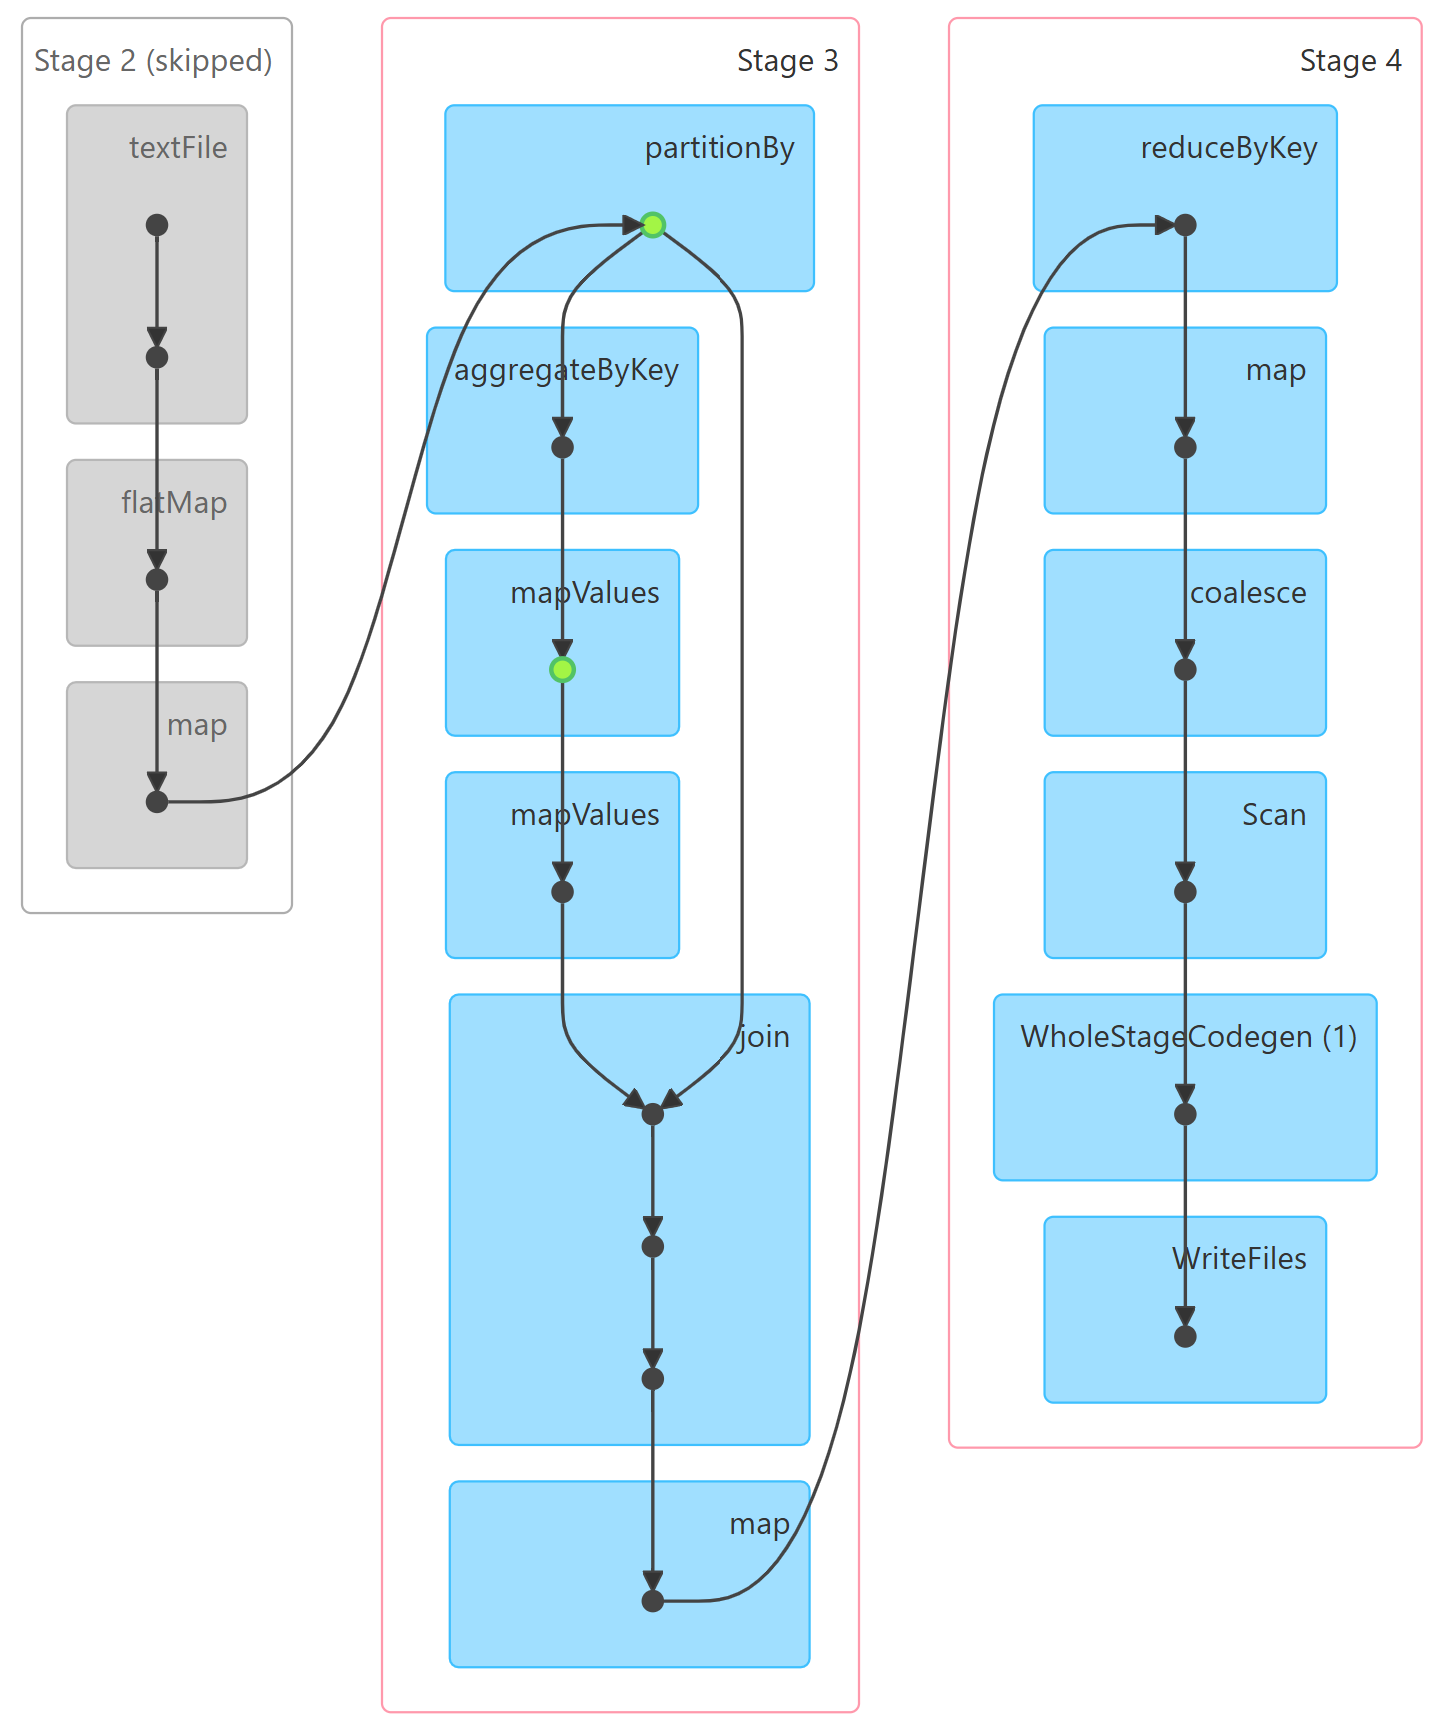 Stage 2 (skipped)
textFile
flatMap
map
Stage 3
partitionBy
aggregateByKey
mapValues
mapValues
join
map
Stage 4
reduceByKey
map
coalesce
Scan
WholeStageCodegen (1)
WriteFiles